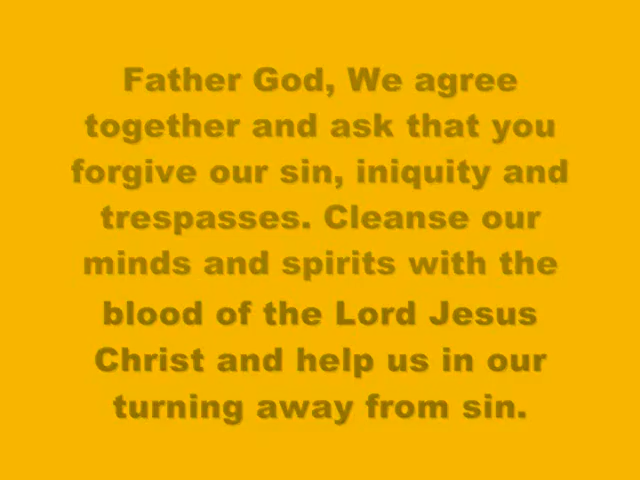 Father God, We agree
together and ask that you
forgive our sin, iniquity and
trespasses. Cleanse our
minds and spirits with the
blood of the Lord Jesus
Christ and help us in our
turning away from sin.